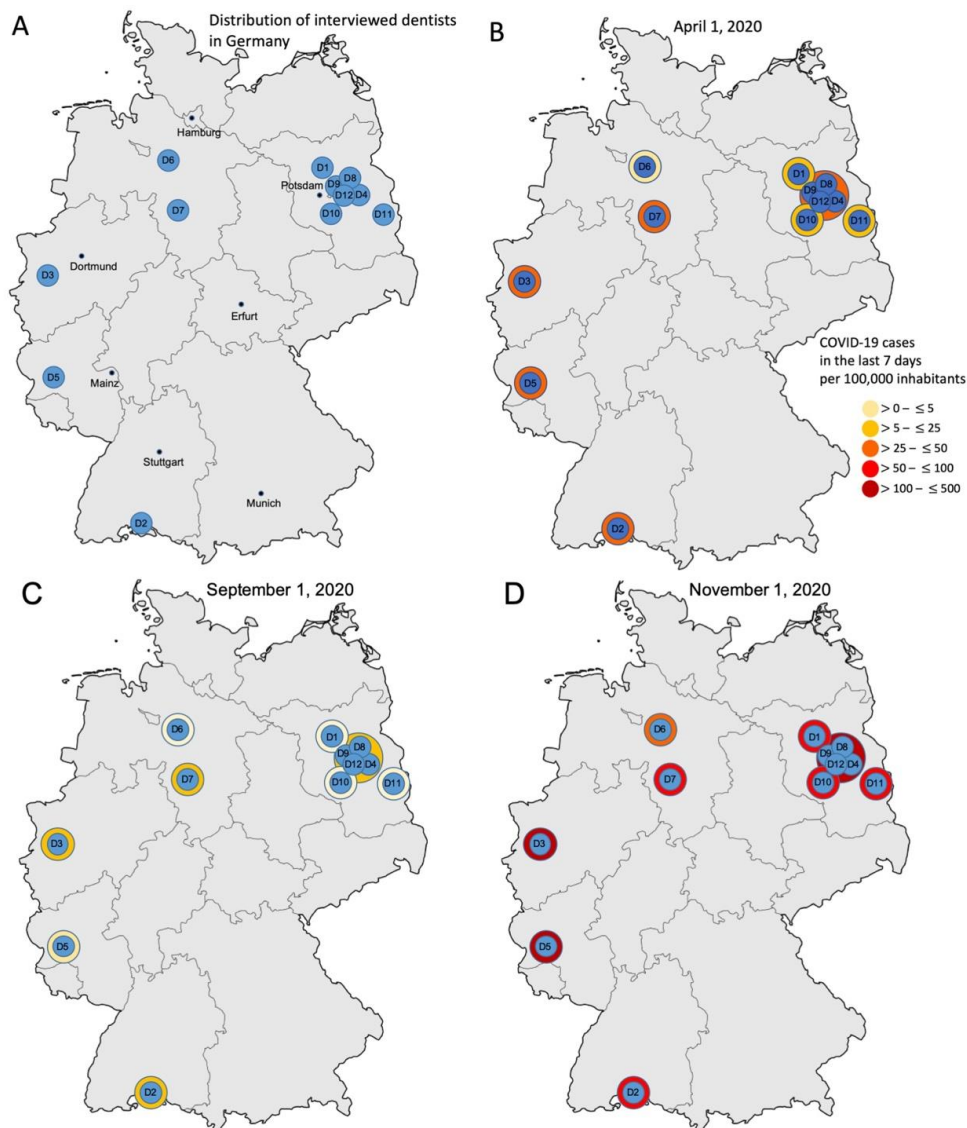 A
Distribution of interviewed dentists
in Germany
Hamburg
D6
D1
Potsdam
D9
D8
D12
D4
D7
D10
D11
Dortmund
D3
Erfurt
Mainz
D5
Stuttgart
Munich
D2
B
April 1, 2020
D6
D1
D8
D9
D12
D4
D7
D10
D11
D3
D5
D2
COVID-19 cases
in the last 7 days
per 100,000 inhabitants
> 0 – ≤ 5
> 5 – ≤ 25
> 25 – ≤ 50
> 50 – ≤ 100
> 100 – ≤ 500
C
September 1, 2020
D6
D1
D8
D9
D12
D4
D7
D10
D11
D3
D5
D2
D
November 1, 2020
D6
D1
D8
D9
D12
D4
D7
D10
D11
D3
D5
D2